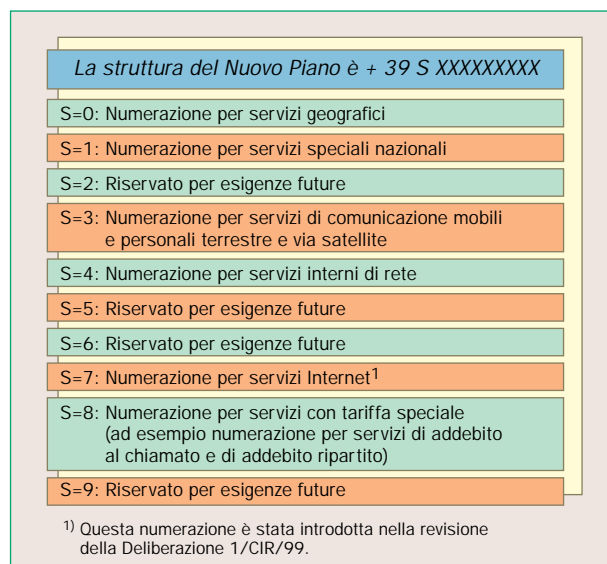 La struttura del Nuovo Piano è + 39 S XXXXXXXXX
S=0: Numerazione per servizi geografici
S=1: Numerazione per servizi speciali nazionali
S=2: Riservato per esigenze future
S=3: Numerazione per servizi di comunicazione mobili
e personali terrestre e via satellite
S=4: Numerazione per servizi interni di rete
S=5: Riservato per esigenze future
S=6: Riservato per esigenze future
S=7: Numerazione per servizi Internet¹
S=8: Numerazione per servizi con tariffa speciale
(ad esempio numerazione per servizi di addebito
al chiamato e di addebito ripartito)
S=9: Riservato per esigenze future
¹⁾ Questa numerazione è stata introdotta nella revisione
della Deliberazione 1/CIR/99.